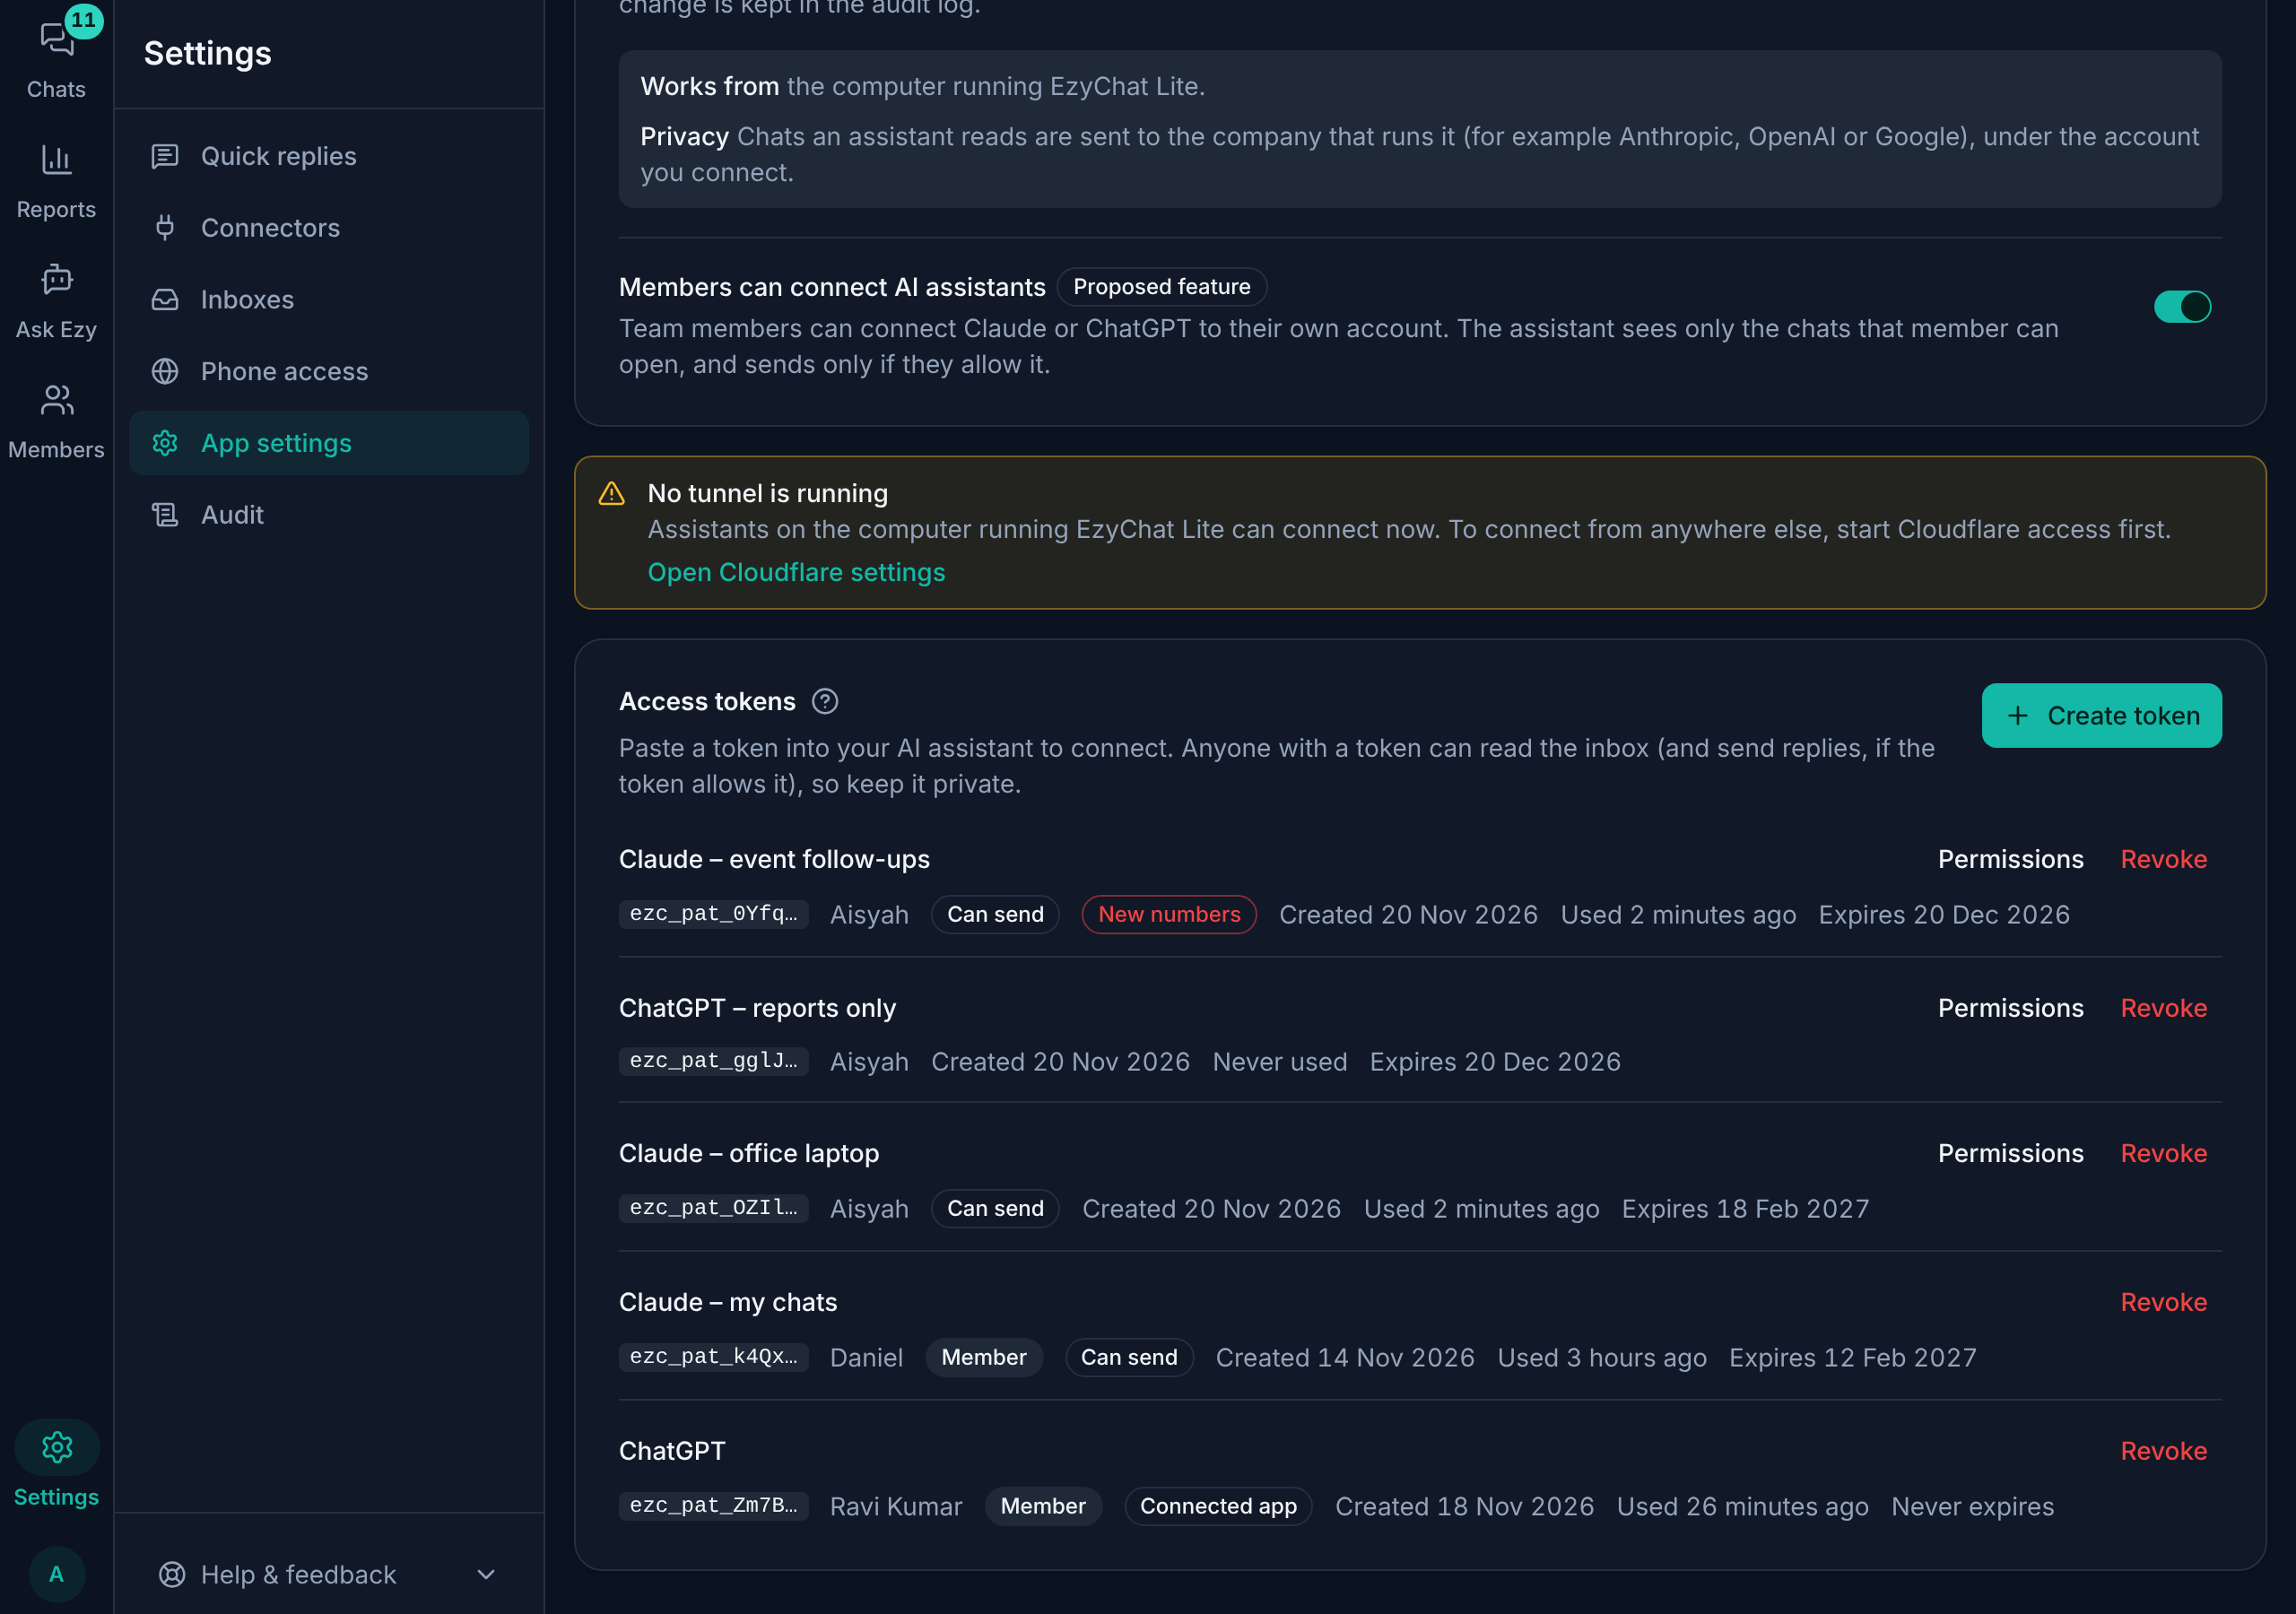 11
Chats
Reports
Ask Ezy
Members
Settings
A
Settings
Quick replies
Connectors
Inboxes
Phone access
App settings
Audit
Help & feedback
change is kept in the audit log.
Works from the computer running EzyChat Lite.
Privacy Chats an assistant reads are sent to the company that runs it (for example Anthropic, OpenAI or Google), under the account
you connect.
Members can connect AI assistants Proposed feature
Team members can connect Claude or ChatGPT to their own account. The assistant sees only the chats that member can
open, and sends only if they allow it.
No tunnel is running
Assistants on the computer running EzyChat Lite can connect now. To connect from anywhere else, start Cloudflare access first.
Open Cloudflare settings
Access tokens ?
+ Create token
Paste a token into your AI assistant to connect. Anyone with a token can read the inbox (and send replies, if the
token allows it), so keep it private.
Claude – event follow-ups Permissions Revoke
ezc_pat_0Yfq… Aisyah Can send New numbers Created 20 Nov 2026 Used 2 minutes ago Expires 20 Dec 2026
ChatGPT – reports only Permissions Revoke
ezc_pat_gglJ… Aisyah Created 20 Nov 2026 Never used Expires 20 Dec 2026
Claude – office laptop Permissions Revoke
ezc_pat_OZIl… Aisyah Can send Created 20 Nov 2026 Used 2 minutes ago Expires 18 Feb 2027
Claude – my chats Revoke
ezc_pat_k4Qx… Daniel Member Can send Created 14 Nov 2026 Used 3 hours ago Expires 12 Feb 2027
ChatGPT Revoke
ezc_pat_Zm7B… Ravi Kumar Member Connected app Created 18 Nov 2026 Used 26 minutes ago Never expires